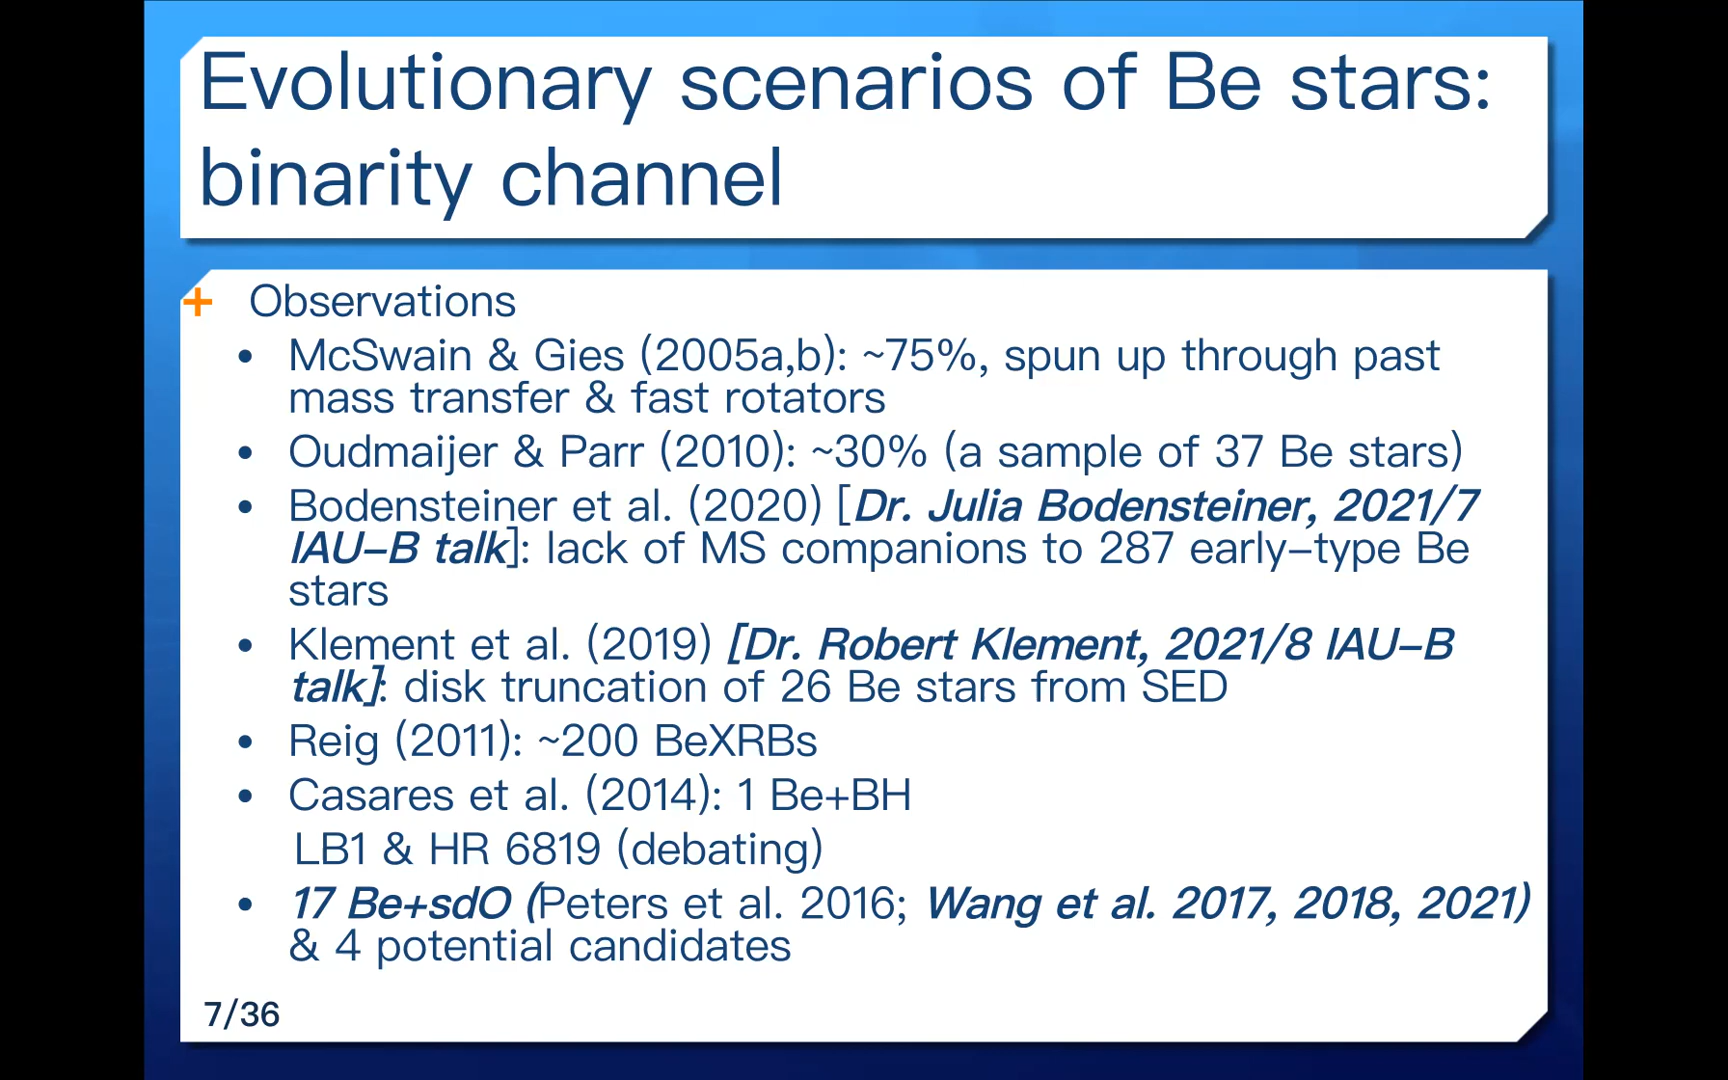 Evolutionary scenarios of Be stars:
binarity channel
+ Observations
• McSwain & Gies (2005a,b): ~75%, spun up through past
mass transfer & fast rotators
• Oudmaijer & Parr (2010): ~30% (a sample of 37 Be stars)
• Bodensteiner et al. (2020) [Dr. Julia Bodensteiner, 2021/7
IAU–B talk]: lack of MS companions to 287 early–type Be
stars
• Klement et al. (2019) [Dr. Robert Klement, 2021/8 IAU–B
talk]: disk truncation of 26 Be stars from SED
• Reig (2011): ~200 BeXRBs
• Casares et al. (2014): 1 Be+BH
LB1 & HR 6819 (debating)
• 17 Be+sdO (Peters et al. 2016; Wang et al. 2017, 2018, 2021)
& 4 potential candidates
7/36